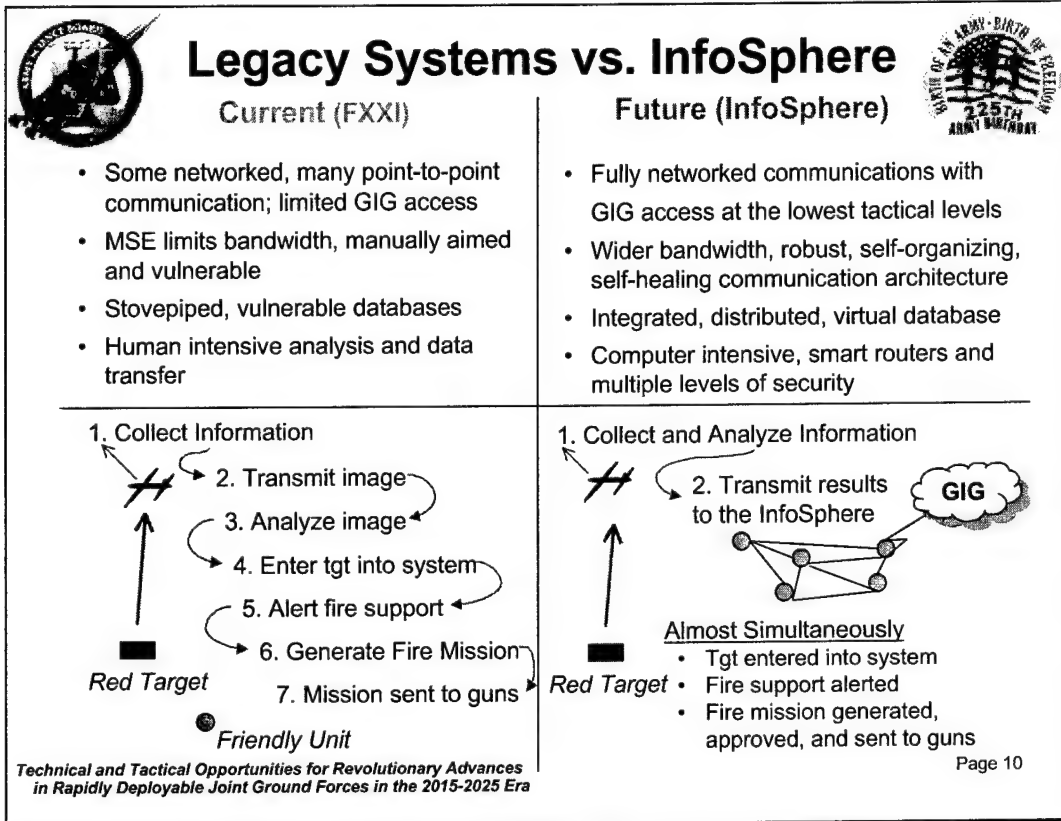 Legacy Systems vs. InfoSphere
BIRTH OF AN ARMY · BIRTH OF FREEDOM
225TH
ARMY BIRTHDAY
Current (FXXI)
• Some networked, many point-to-point
communication; limited GIG access
• MSE limits bandwidth, manually aimed
and vulnerable
• Stovepiped, vulnerable databases
• Human intensive analysis and data
transfer
Future (InfoSphere)
• Fully networked communications with
GIG access at the lowest tactical levels
• Wider bandwidth, robust, self-organizing,
self-healing communication architecture
• Integrated, distributed, virtual database
• Computer intensive, smart routers and
multiple levels of security
1. Collect Information
2. Transmit image
3. Analyze image
4. Enter tgt into system
5. Alert fire support
6. Generate Fire Mission
7. Mission sent to guns
Red Target
Friendly Unit
1. Collect and Analyze Information
2. Transmit results
to the InfoSphere
GIG
Red Target
Almost Simultaneously
• Tgt entered into system
• Fire support alerted
• Fire mission generated,
approved, and sent to guns
Technical and Tactical Opportunities for Revolutionary Advances
in Rapidly Deployable Joint Ground Forces in the 2015-2025 Era
Page 10